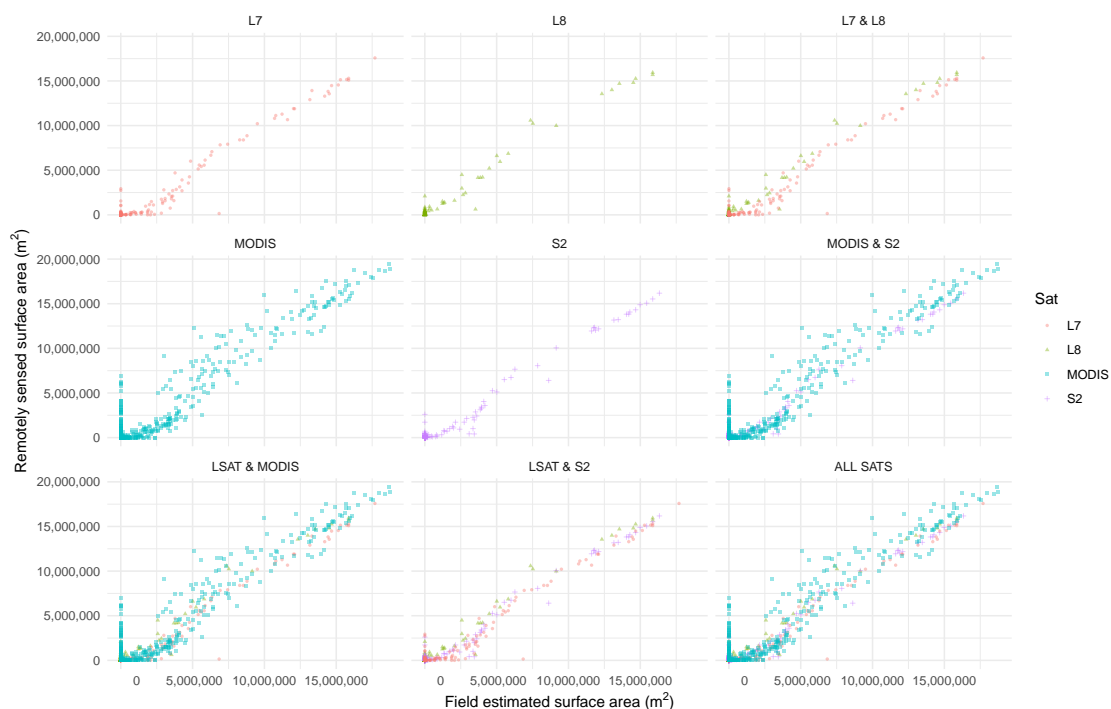 L7 L8 L7 & L8
20,000,000
15,000,000
10,000,000
5,000,000
0
MODIS S2 MODIS & S2
20,000,000
15,000,000
10,000,000
5,000,000
0
LSAT & MODIS LSAT & S2 ALL SATS
20,000,000
15,000,000
10,000,000
5,000,000
0
0 5,000,000 10,000,000 15,000,000 0 5,000,000 10,000,000 15,000,000 0 5,000,000 10,000,000 15,000,000
Field estimated surface area (m²)
Remotely sensed surface area (m²)
Sat
L7
L8
MODIS
S2